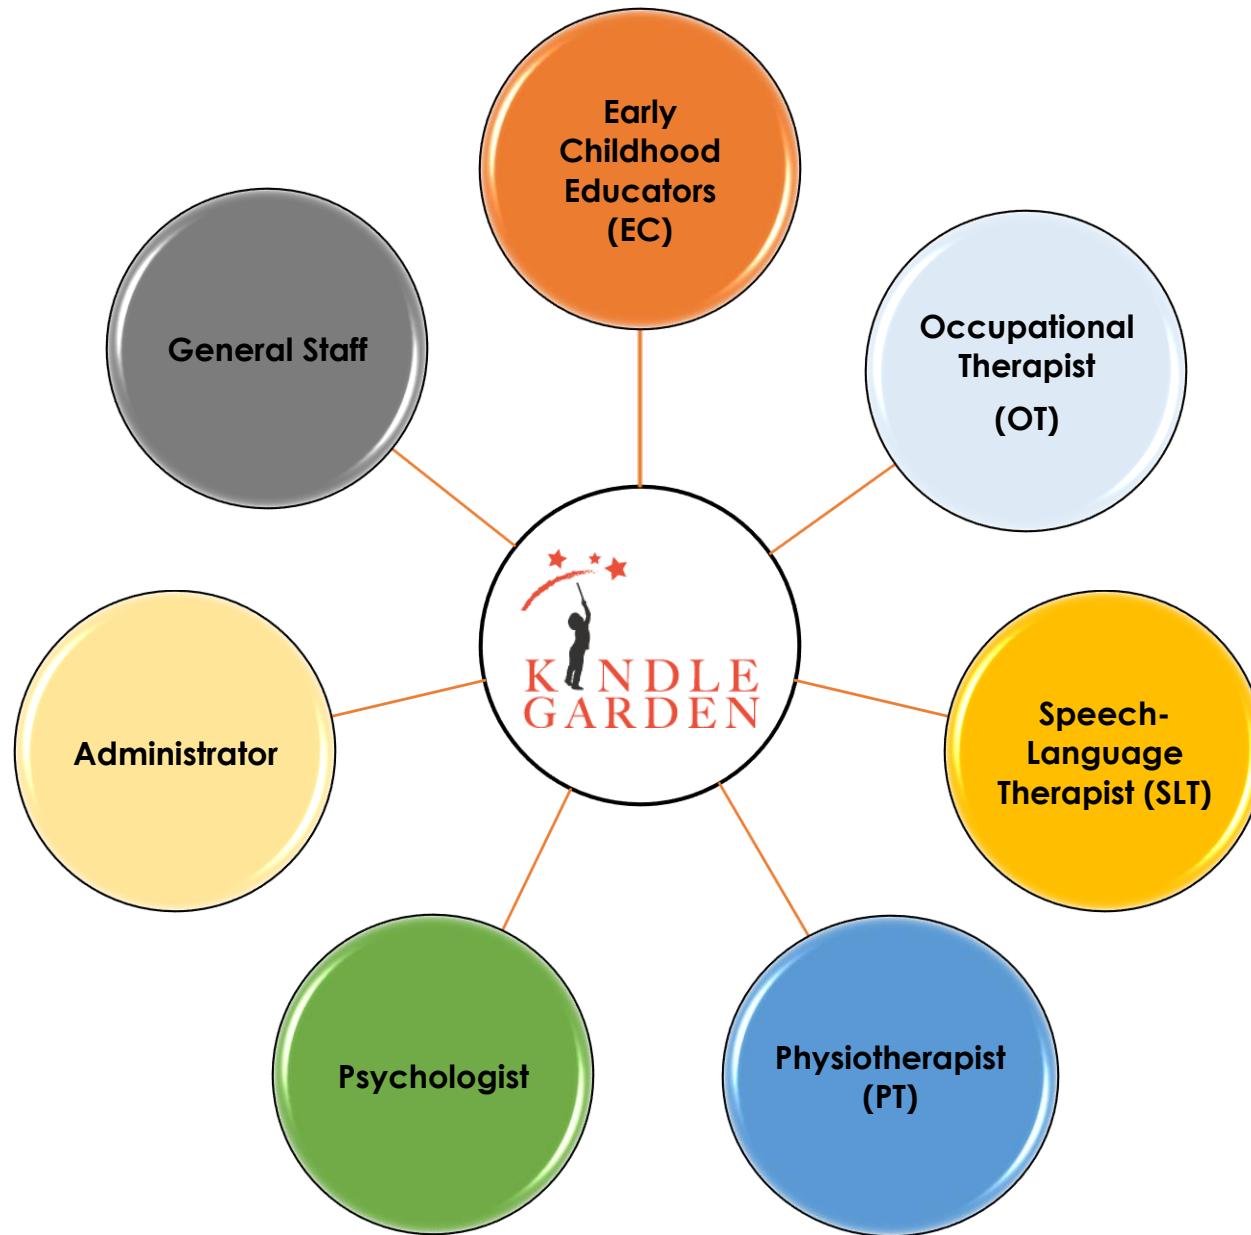 Early
Childhood
Educators
(EC)
Occupational
Therapist
(OT)
General Staff
KINDLE
GARDEN
Speech-
Language
Therapist (SLT)
Administrator
Physiotherapist
(PT)
Psychologist